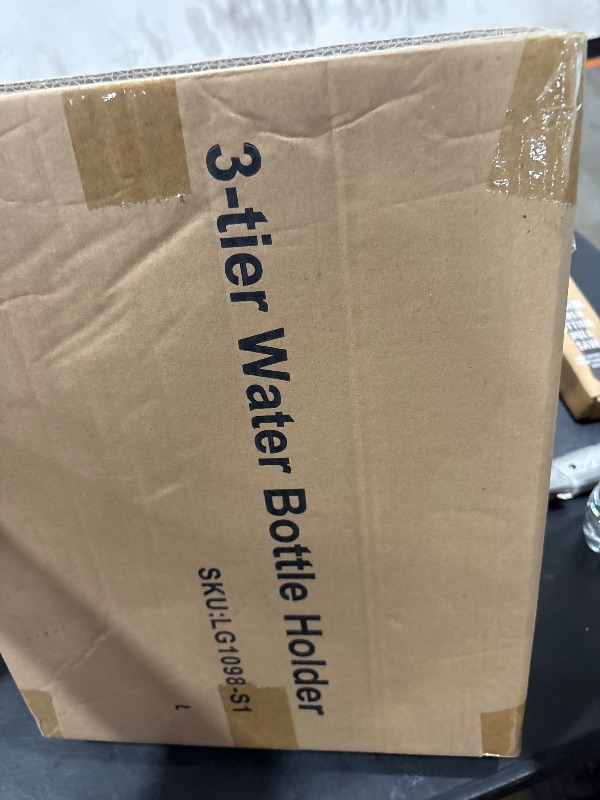 3-tier Water Bottle Holder
SKU:LG1098-S1
L